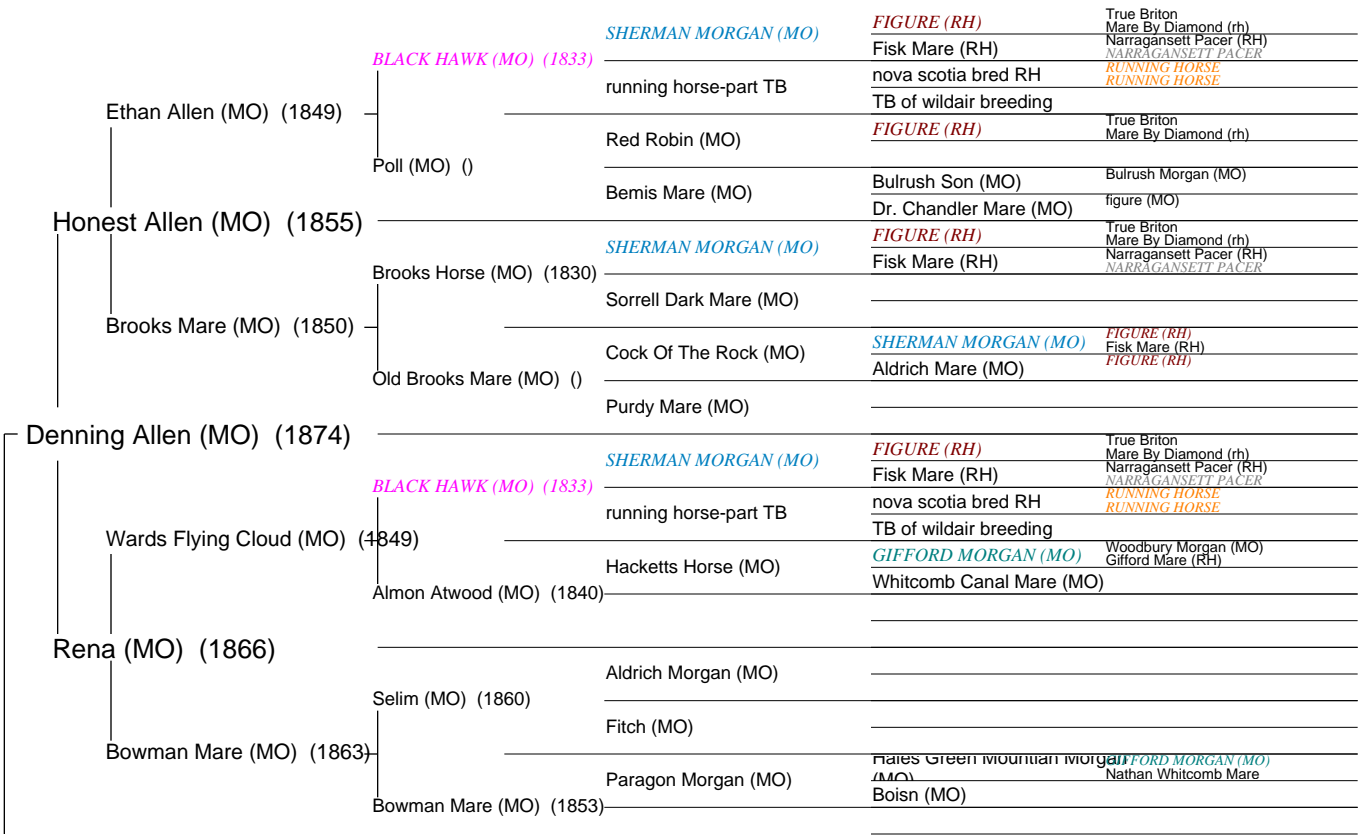 True Briton
FIGURE (RH)
Mare By Diamond (rh)
SHERMAN MORGAN (MO)
Narragansett Pacer (RH)
Fisk Mare (RH)
NARRAGANSETT PACER
BLACK HAWK (MO) (1833)
RUNNING HORSE
nova scotia bred RH
RUNNING HORSE
running horse-part TB
TB of wildair breeding
Ethan Allen (MO) (1849)
True Briton
FIGURE (RH)
Mare By Diamond (rh)
Red Robin (MO)
Poll (MO) ()
Bulrush Morgan (MO)
Bulrush Son (MO)
Bemis Mare (MO)
figure (MO)
Dr. Chandler Mare (MO)
Honest Allen (MO) (1855)
True Briton
FIGURE (RH)
Mare By Diamond (rh)
SHERMAN MORGAN (MO)
Narragansett Pacer (RH)
Fisk Mare (RH)
NARRAGANSETT PACER
Brooks Horse (MO) (1830)
Sorrell Dark Mare (MO)
Brooks Mare (MO) (1850)
FIGURE (RH)
SHERMAN MORGAN (MO)
Fisk Mare (RH)
Cock Of The Rock (MO)
FIGURE (RH)
Aldrich Mare (MO)
Old Brooks Mare (MO) ()
Purdy Mare (MO)
Denning Allen (MO) (1874)
True Briton
FIGURE (RH)
Mare By Diamond (rh)
SHERMAN MORGAN (MO)
Narragansett Pacer (RH)
Fisk Mare (RH)
NARRAGANSETT PACER
BLACK HAWK (MO) (1833)
RUNNING HORSE
nova scotia bred RH
RUNNING HORSE
running horse-part TB
TB of wildair breeding
Wards Flying Cloud (MO) (1849)
Woodbury Morgan (MO)
GIFFORD MORGAN (MO)
Gifford Mare (RH)
Hacketts Horse (MO)
Whitcomb Canal Mare (MO)
Almon Atwood (MO) (1840)
Rena (MO) (1866)
Aldrich Morgan (MO)
Selim (MO) (1860)
Fitch (MO)
Bowman Mare (MO) (1863)
Hales Green Mountian Morgan
GIFFORD MORGAN (MO)
(MO)
Nathan Whitcomb Mare
Paragon Morgan (MO)
Boisn (MO)
Bowman Mare (MO) (1853)